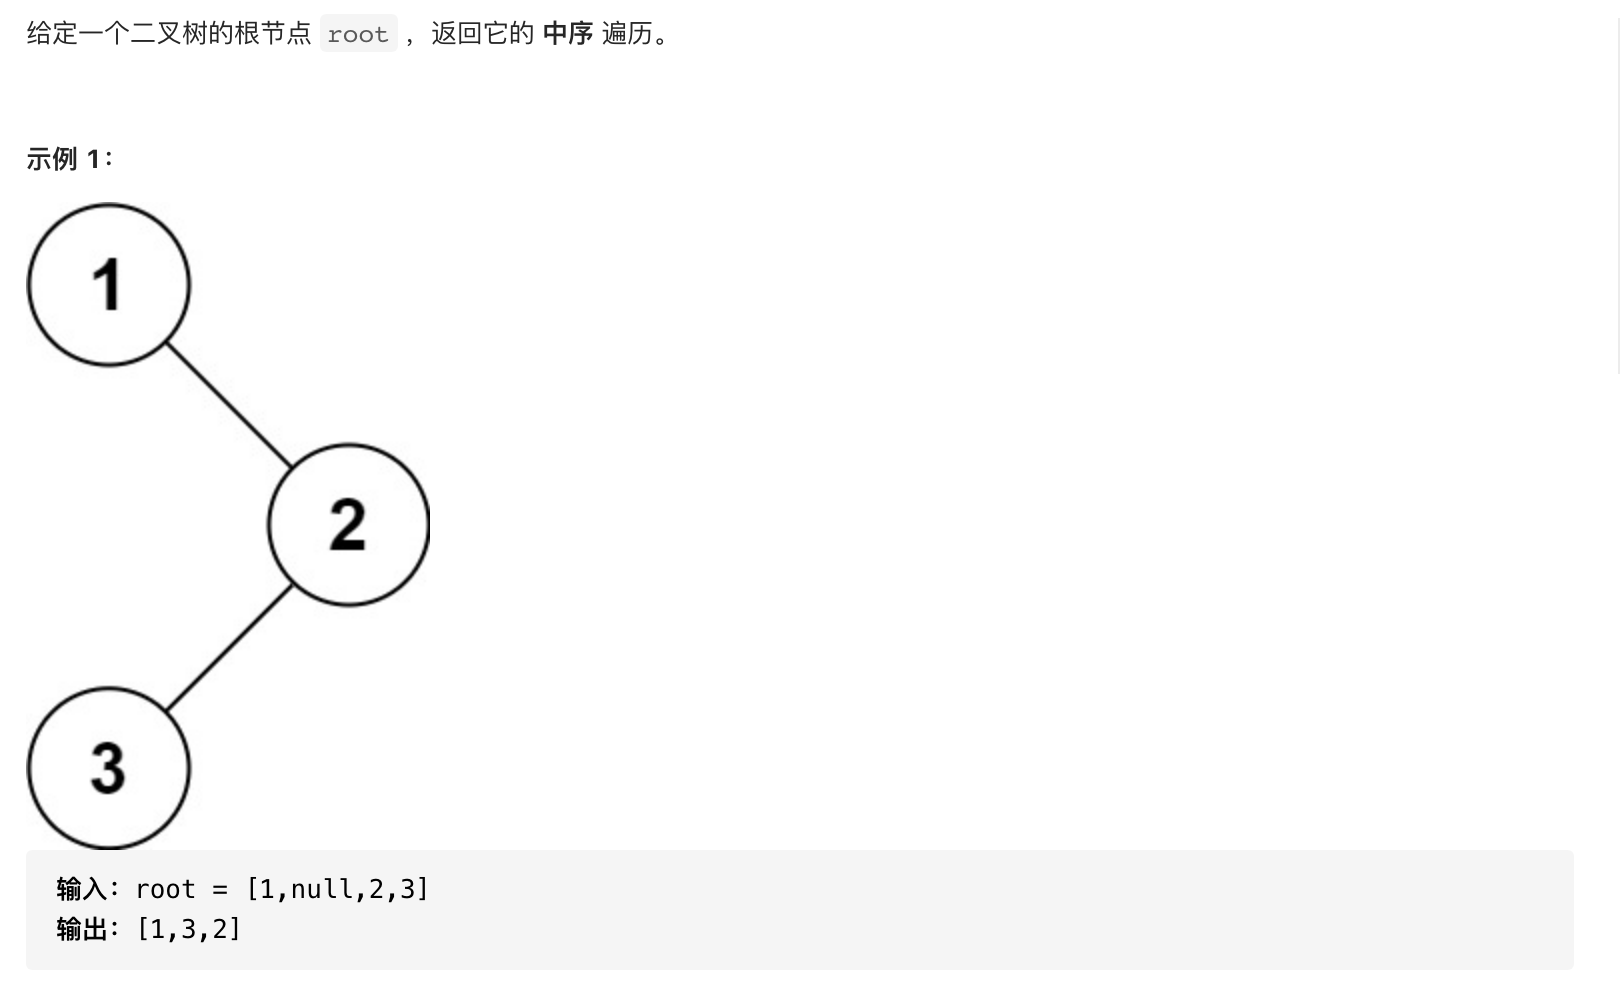 给定一个二叉树的根节点 root ，返回它的 中序 遍历。
示例 1：
1
2
3
输入：root = [1,null,2,3]
输出：[1,3,2]